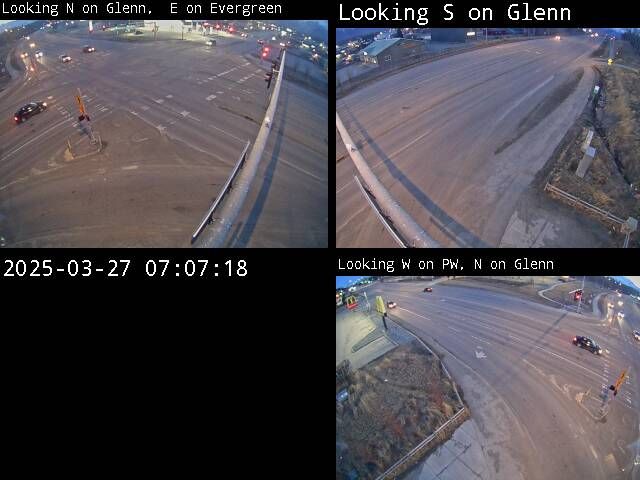 Looking N on Glenn,  E on Evergreen
Looking S on Glenn
2025-03-27 07:07:18
Looking W on PW, N on Glenn